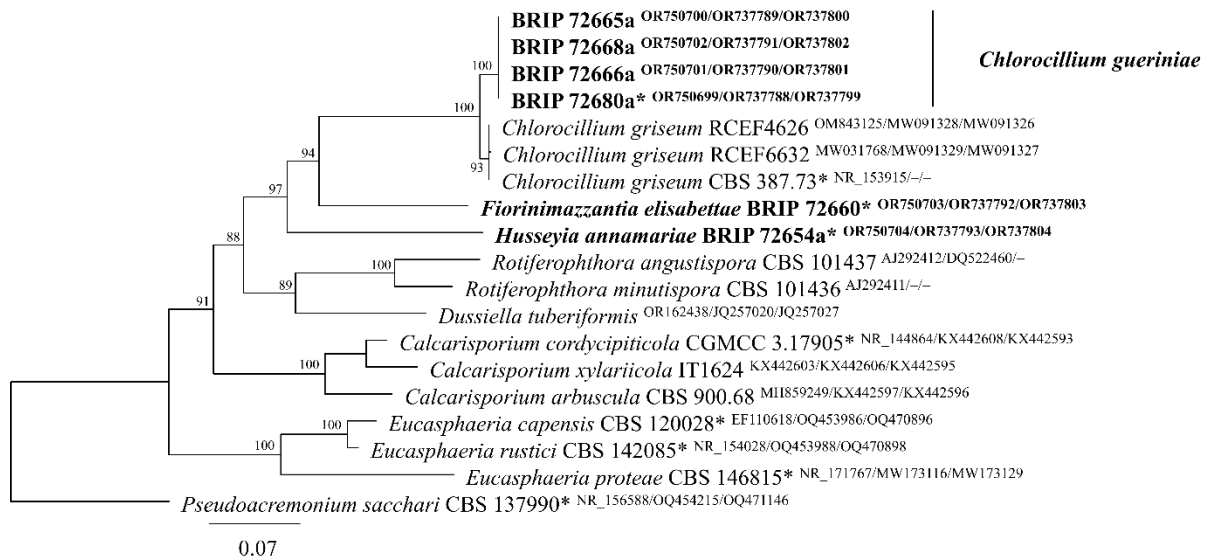 BRIP 72665a OR750700/OR737789/OR737800
BRIP 72668a OR750702/OR737791/OR737802
BRIP 72666a OR750701/OR737790/OR737801
BRIP 72680a* OR750699/OR737788/OR737799
Chlorocillium gueriniae
100
100
Chlorocillium griseum RCEF4626 OM843125/MW091328/MW091326
Chlorocillium griseum RCEF6632 MW031768/MW091329/MW091327
93
Chlorocillium griseum CBS 387.73* NR_153915/–/–
94
97
Fiorinimazzantia elisabettae BRIP 72660* OR750703/OR737792/OR737803
Husseyia annamariae BRIP 72654a* OR750704/OR737793/OR737804
88
Rotiferophthora angustispora CBS 101437 AJ292412/DQ522460/–
100
Rotiferophthora minutispora CBS 101436 AJ292411/–/–
89
91
Dussiella tuberiformis OR162438/JQ257020/JQ257027
Calcarisporium cordycipiticola CGMCC 3.17905* NR_144864/KX442608/KX442593
Calcarisporium xylariicola IT1624 KX442603/KX442606/KX442595
100
Calcarisporium arbuscula CBS 900.68 MH859249/KX442597/KX442596
Eucasphaeria capensis CBS 120028* EF110618/OQ453986/OQ470896
100
Eucasphaeria rustici CBS 142085* NR_154028/OQ453988/OQ470898
100
Eucasphaeria proteae CBS 146815* NR_171767/MW173116/MW173129
Pseudoacremonium sacchari CBS 137990* NR_156588/OQ454215/OQ471146
0.07